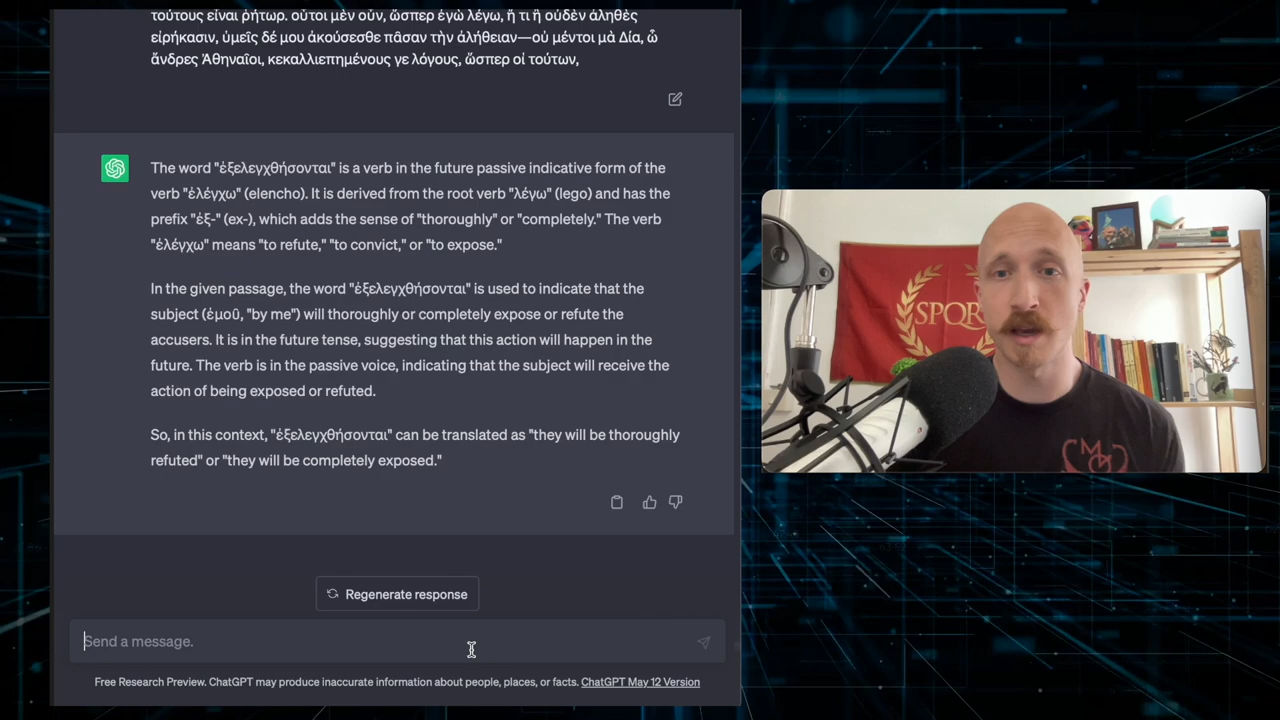 τούτους εἶναι ῥήτωρ. οὗτοι μὲν οὖν, ὥσπερ ἐγὼ λέγω, ἤ τι ἢ οὐδὲν ἀληθὲς
εἰρήκασιν, ὑμεῖς δέ μου ἀκούσεσθε πᾶσαν τὴν ἀλήθειαν—οὐ μέντοι μὰ Δία, ὦ
ἄνδρες Ἀθηναῖοι, κεκαλλιεπημένους γε λόγους, ὥσπερ οἱ τούτων,
The word "ἐξελεγχθήσονται" is a verb in the future passive indicative form of the
verb "ἐλέγχω" (elencho). It is derived from the root verb "λέγω" (lego) and has the
prefix "ἐξ-" (ex-), which adds the sense of "thoroughly" or "completely." The verb
"ἐλέγχω" means "to refute," "to convict," or "to expose."
In the given passage, the word "ἐξελεγχθήσονται" is used to indicate that the
subject (ἐμοῦ, "by me") will thoroughly or completely expose or refute the
accusers. It is in the future tense, suggesting that this action will happen in the
future. The verb is in the passive voice, indicating that the subject will receive the
action of being exposed or refuted.
So, in this context, "ἐξελεγχθήσονται" can be translated as "they will be thoroughly
refuted" or "they will be completely exposed."
Regenerate response
Send a message.
Free Research Preview. ChatGPT may produce inaccurate information about people, places, or facts. ChatGPT May 12 Version
SPQR